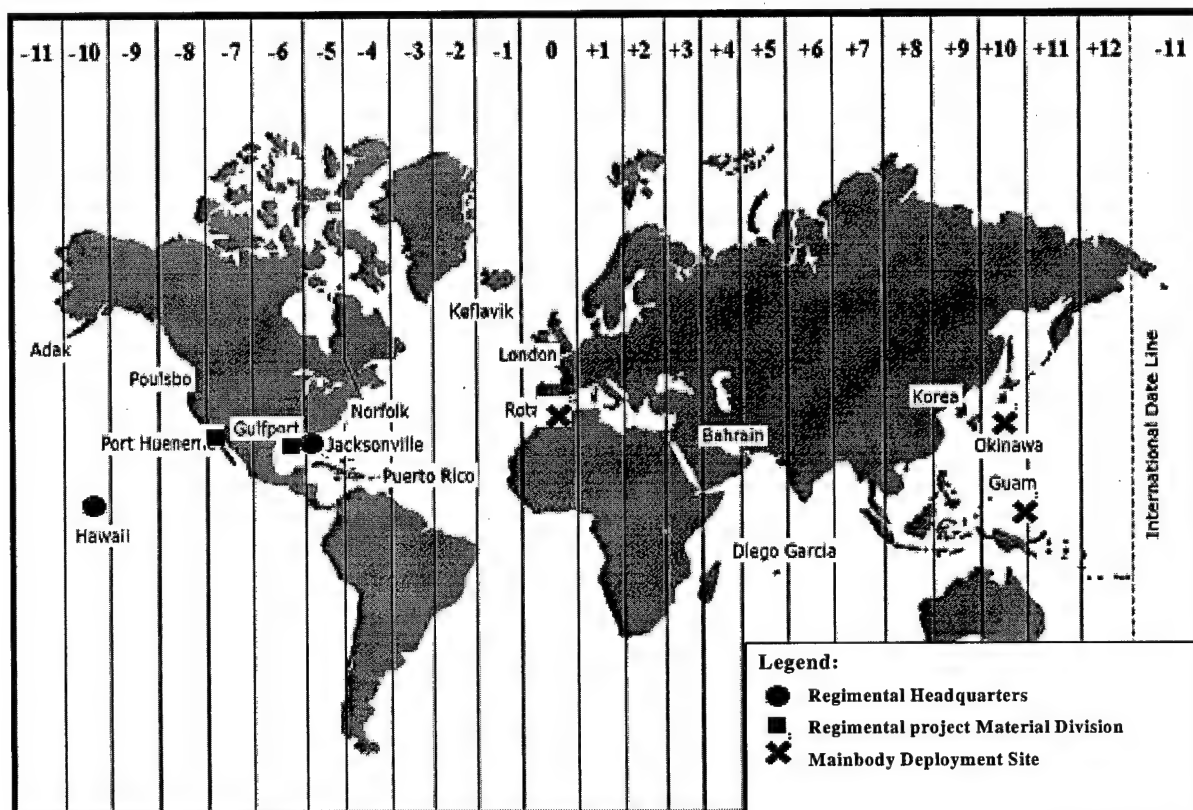 -11 -10 -9 -8 -7 -6 -5 -4 -3 -2 -1 0 +1 +2 +3 +4 +5 +6 +7 +8 +9 +10 +11 +12 -11
Keflavik
Adak
London
Poulsbo
Korea
Norfolk
Rota
Gulfport
Port Hueneme
Jacksonville
Bahrain
Okinawa
Puerto Rico
Guam
Hawaii
Diego Garcia
International Date Line
Legend:
Regimental Headquarters
Regimental project Material Division
Mainbody Deployment Site